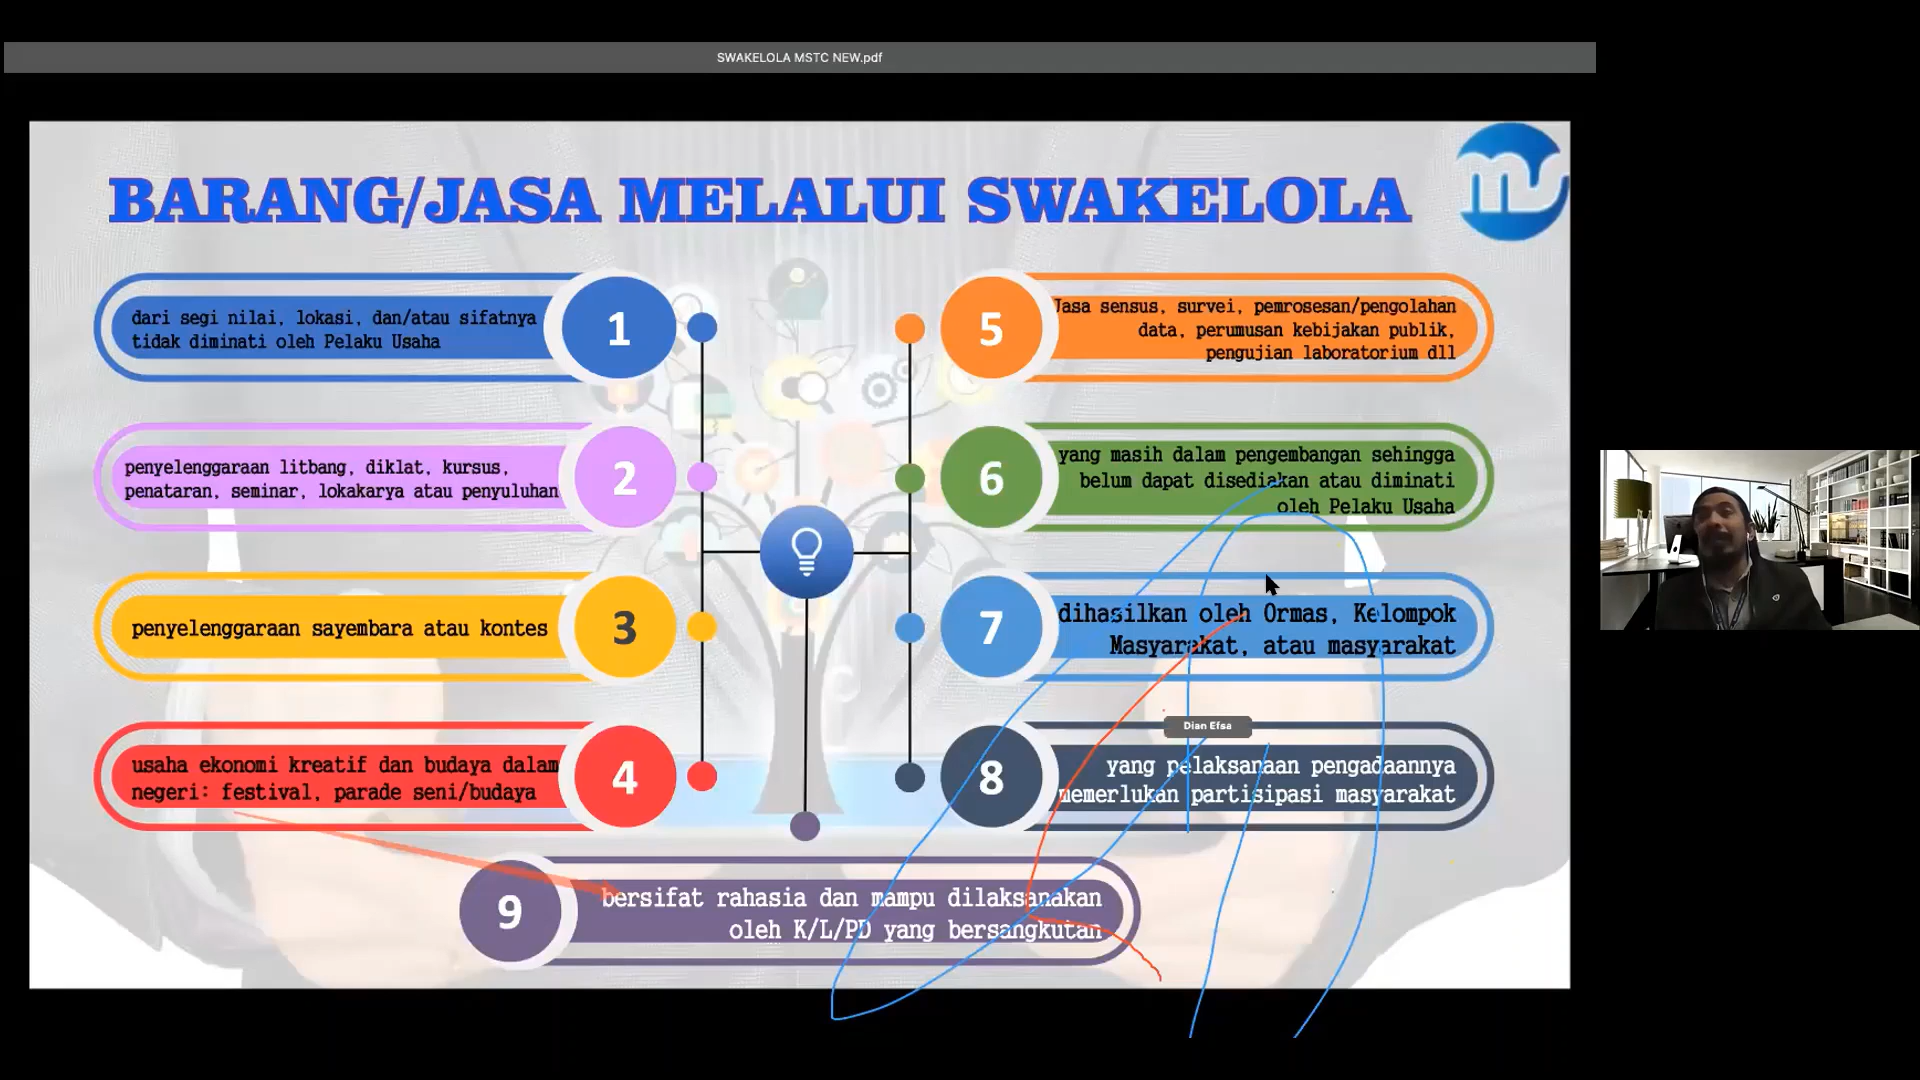 SWAKELOLA MSTC NEW.pdf
BARANG/JASA MELALUI SWAKELOLA
dari segi nilai, lokasi, dan/atau sifatnya
tidak diminati oleh Pelaku Usaha
1
penyelenggaraan litbang, diklat, kursus,
penataran, seminar, lokakarya atau penyuluhan
2
penyelenggaraan sayembara atau kontes
3
usaha ekonomi kreatif dan budaya dalam
negeri: festival, parade seni/budaya
4
5
Jasa sensus, survei, pemrosesan/pengolahan
data, perumusan kebijakan publik,
pengujian laboratorium dll
6
yang masih dalam pengembangan sehingga
belum dapat disediakan atau diminati
oleh Pelaku Usaha
7
dihasilkan oleh Ormas, Kelompok
Masyarakat, atau masyarakat
Dian Efsa
8
yang pelaksanaan pengadaannya
memerlukan partisipasi masyarakat
9
bersifat rahasia dan mampu dilaksanakan
oleh K/L/PD yang bersangkutan